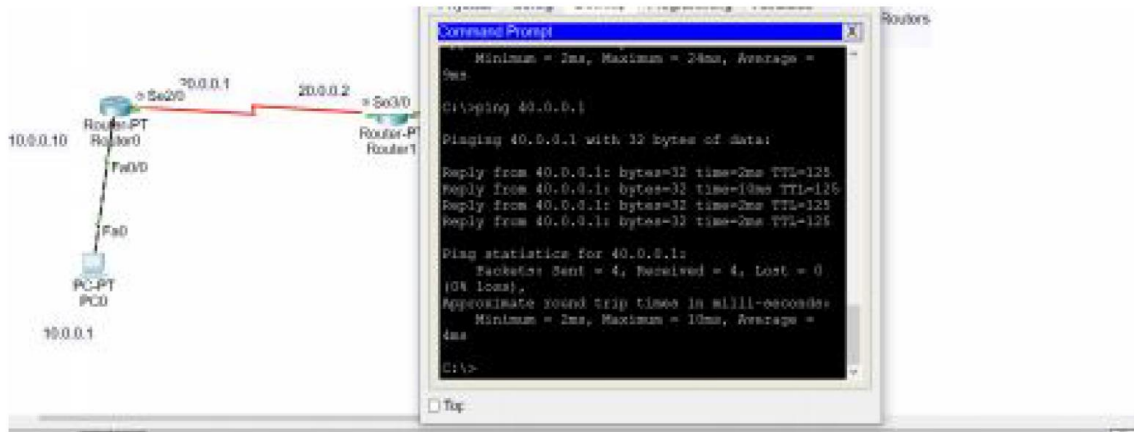 Routers
Command Prompt
X
Minimum = 2ms, Maximum = 24ms, Average =
9ms
C:\>ping 40.0.0.1
Pinging 40.0.0.1 with 32 bytes of data:
Reply from 40.0.0.1: bytes=32 time=2ms TTL=125
Reply from 40.0.0.1: bytes=32 time=10ms TTL=125
Reply from 40.0.0.1: bytes=32 time=2ms TTL=125
Reply from 40.0.0.1: bytes=32 time=2ms TTL=125
Ping statistics for 40.0.0.1:
Packets: Sent = 4, Received = 4, Lost = 0
(0% loss),
Approximate round trip times in milli-seconds:
Minimum = 2ms, Maximum = 10ms, Average =
4ms
C:\>
Top
20.0.0.1
Se2/0
20.0.0.2
Se3/0
Router-PT
Router0
10.0.0.10
Router-PT
Router1
Fa0/0
Fa0
PC-PT
PC0
10.0.0.1